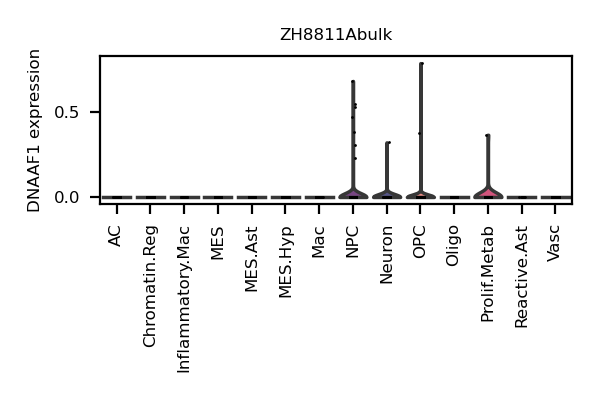 ZH8811Abulk
DNAAF1 expression
0.5
0.0
AC
Chromatin.Reg
Inflammatory.Mac
MES
MES.Ast
MES.Hyp
Mac
NPC
Neuron
OPC
Oligo
Prolif.Metab
Reactive.Ast
Vasc